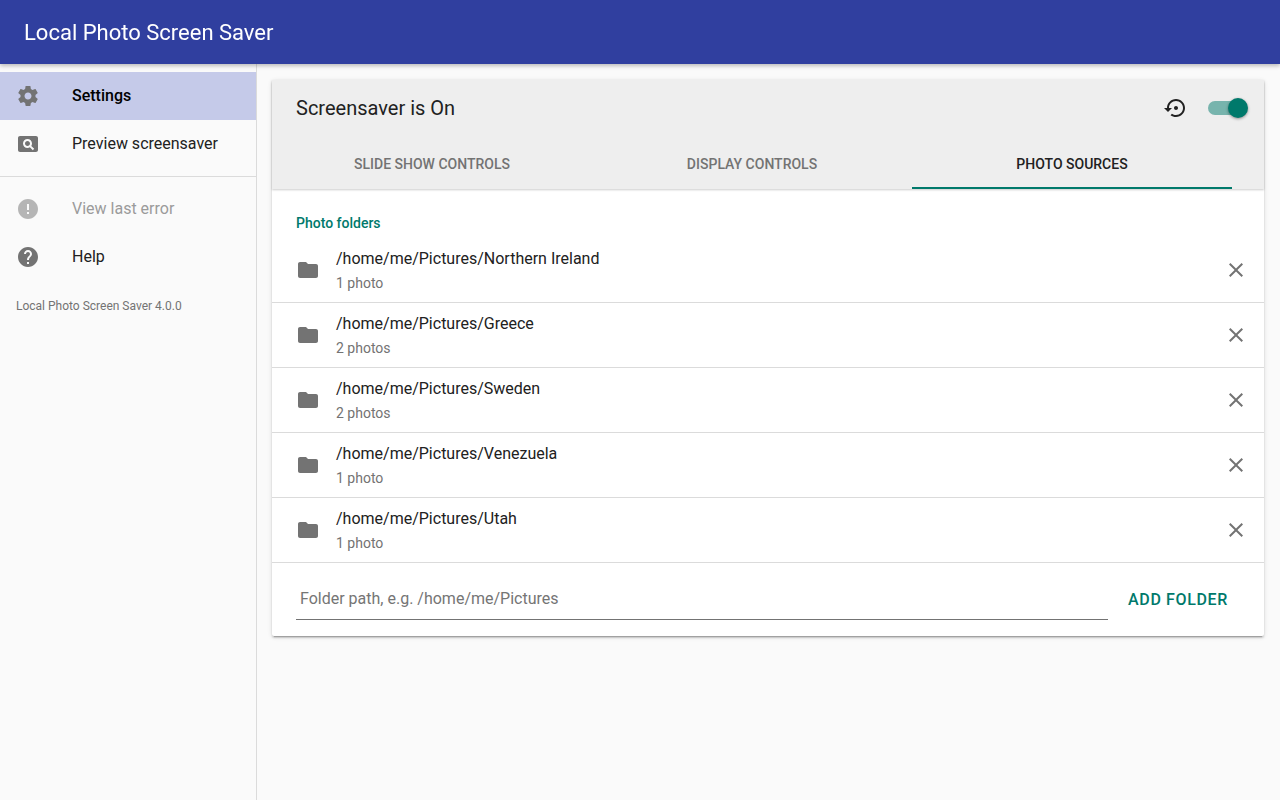 Local Photo Screen Saver
Settings
Preview screensaver
View last error
Help
Local Photo Screen Saver 4.0.0
Screensaver is On
SLIDE SHOW CONTROLS
DISPLAY CONTROLS
PHOTO SOURCES
Photo folders
/home/me/Pictures/Northern Ireland
1 photo
/home/me/Pictures/Greece
2 photos
/home/me/Pictures/Sweden
2 photos
/home/me/Pictures/Venezuela
1 photo
/home/me/Pictures/Utah
1 photo
Folder path, e.g. /home/me/Pictures
ADD FOLDER